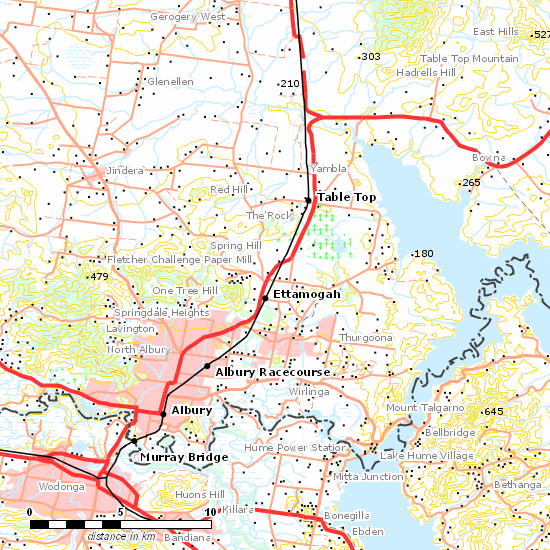 Gerogery West
East Hills
.527
.303
Table Top Mountain
Hadrells Hill
.210
Glenellen
Bowna
Yambla
Jindera
.265
Red Hill
Table Top
The Rock
Spring Hill
.180
Fletcher Challenge Paper Mill
.479
One Tree Hill
Ettamogah
Springdale Heights
Lavington
Thurgoona
North Albury
Albury Racecourse
Wirlinga
Albury
Mount Talgarno
.645
Bellbridge
Murray Bridge
Hume Power Station
Lake Hume Village
Mitta Junction
Bethanga
Wodonga
Huons Hill
Killara
Bonegilla
0 5 10
distance in km
Bandiana
Ebden